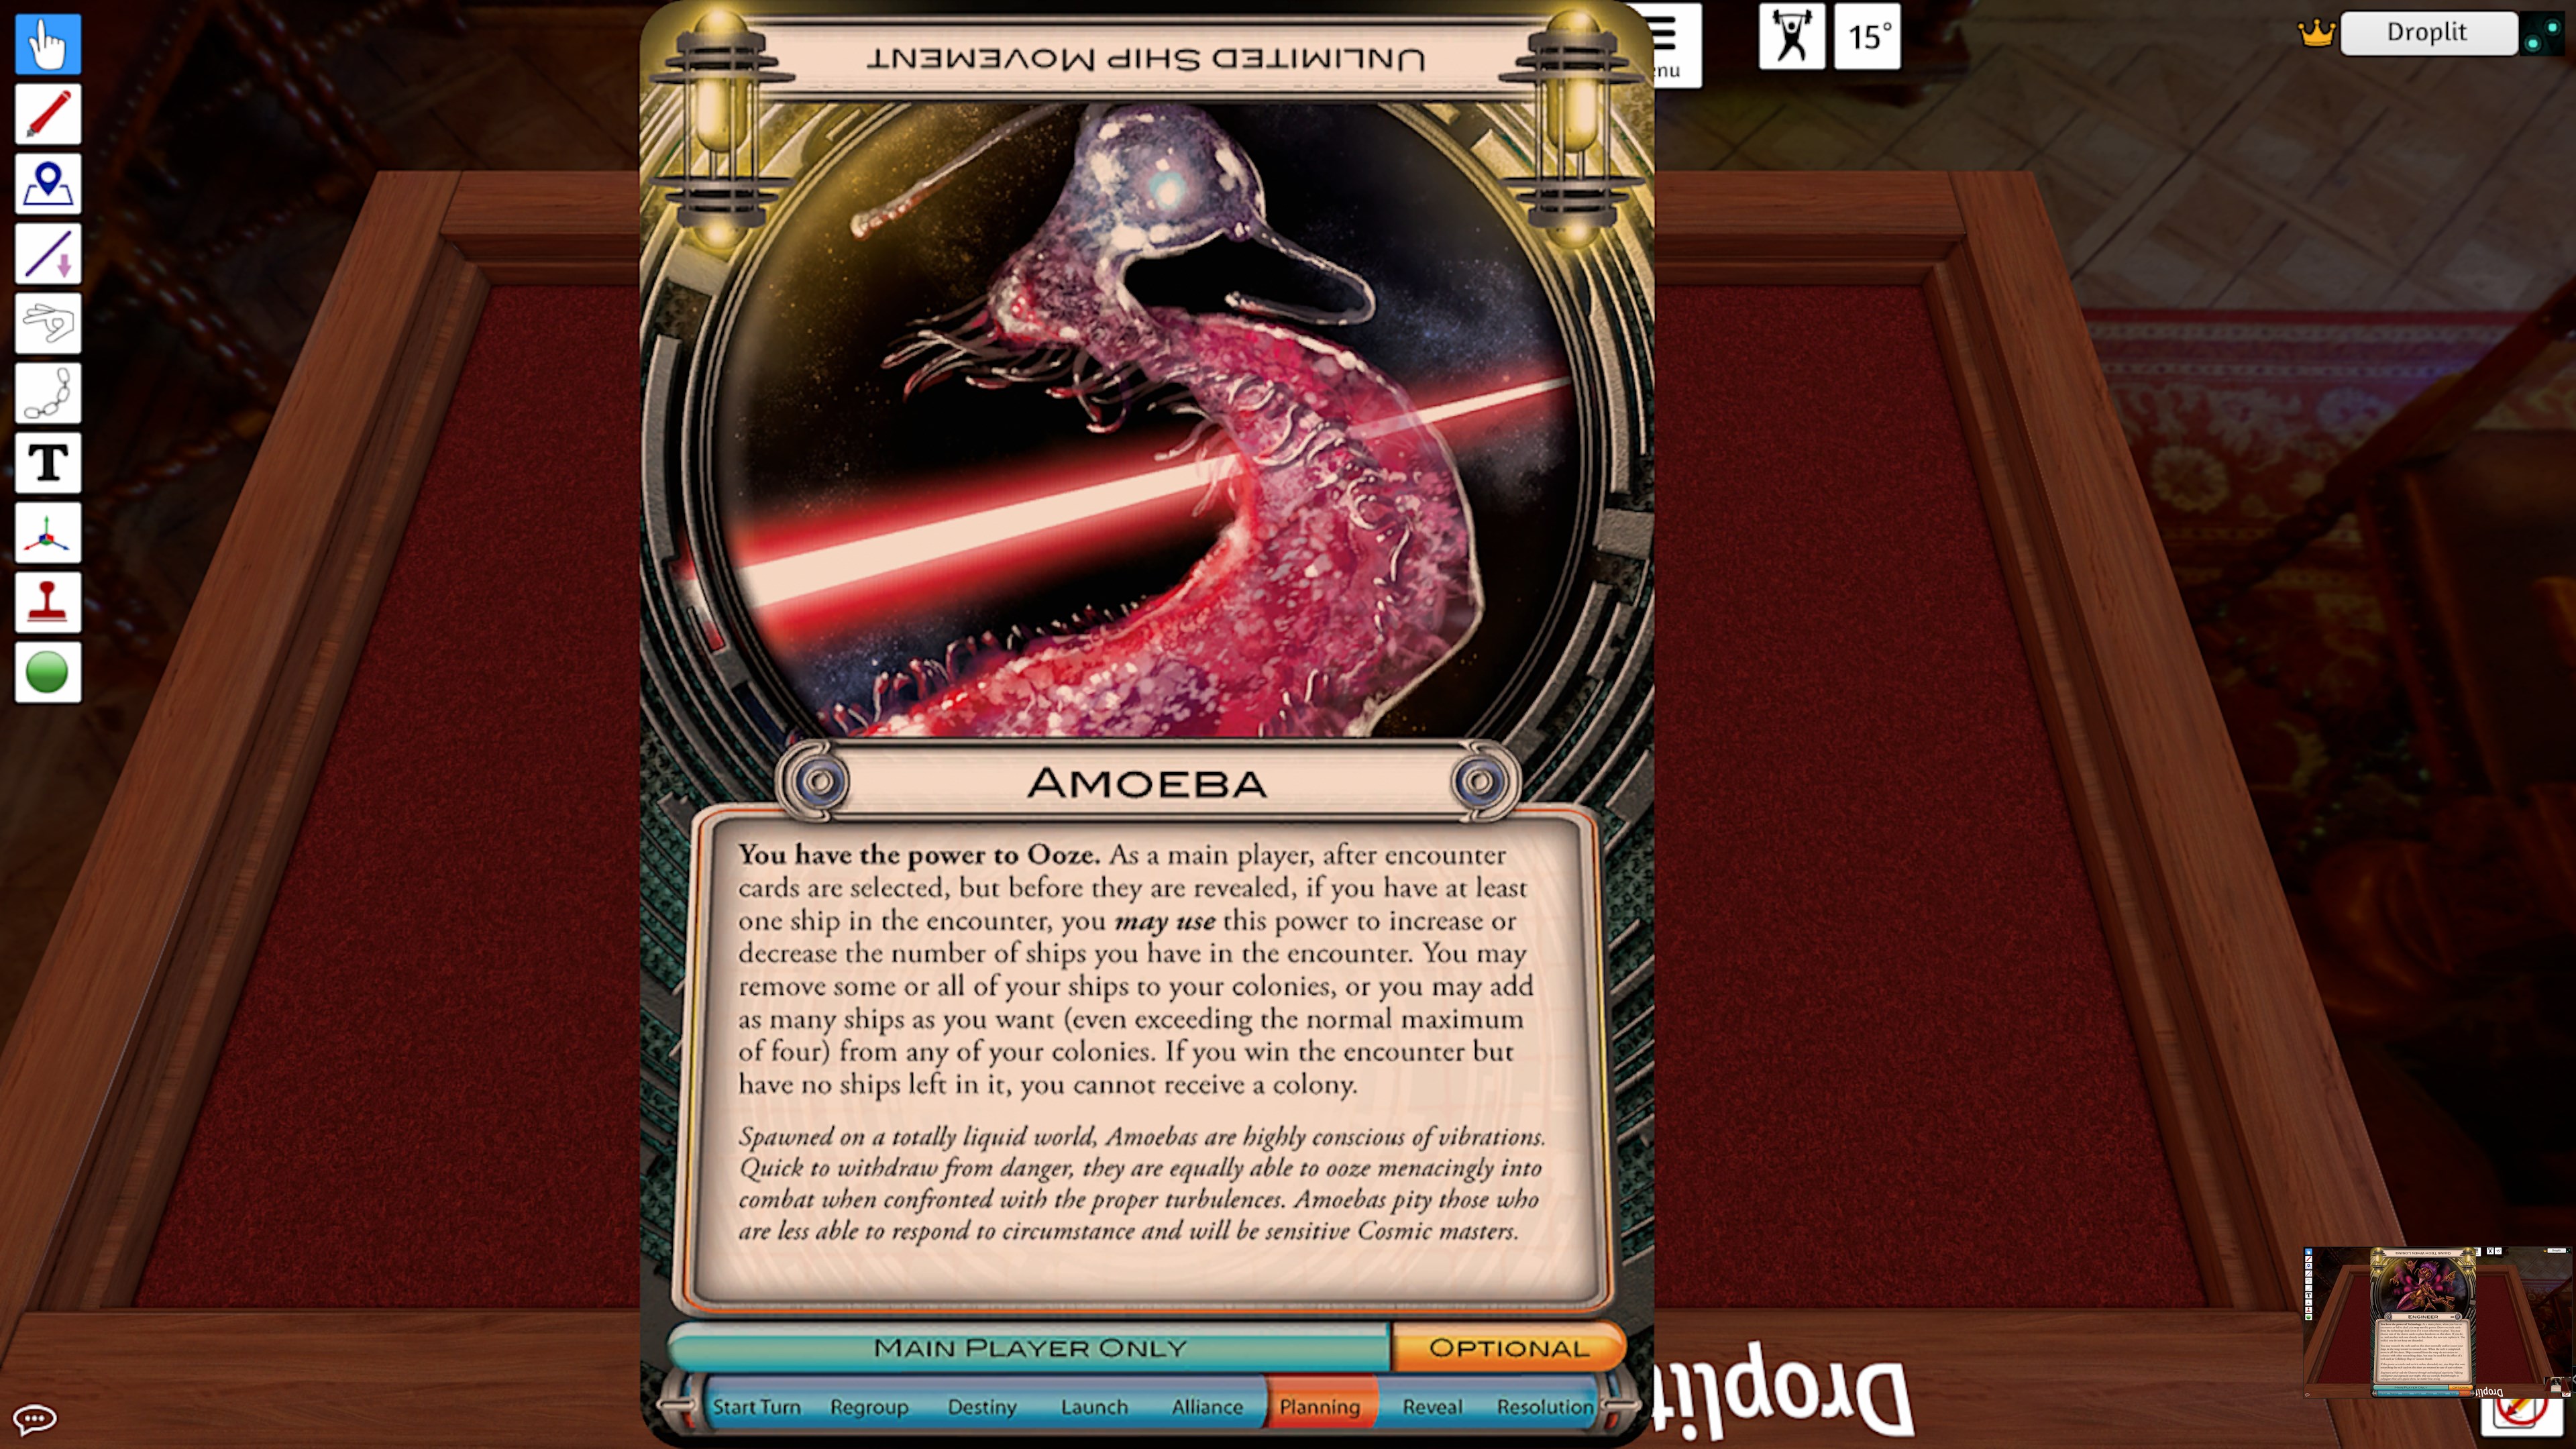 UNLIMITED SHIP MOVEMENT
nu
15°
Droplit
T
AMOEBA
You have the power to Ooze. As a main player, after encounter
cards are selected, but before they are revealed, if you have at least
one ship in the encounter, you may use this power to increase or
decrease the number of ships you have in the encounter. You may
remove some or all of your ships to your colonies, or you may add
as many ships as you want (even exceeding the normal maximum
of four) from any of your colonies. If you win the encounter but
have no ships left in it, you cannot receive a colony.
Spawned on a totally liquid world, Amoebas are highly conscious of vibrations.
Quick to withdraw from danger, they are equally able to ooze menacingly into
combat when confronted with the proper turbulences. Amoebas pity those who
are less able to respond to circumstance and will be sensitive Cosmic masters.
MAIN PLAYER ONLY
OPTIONAL
Start Turn Regroup Destiny Launch Alliance Planning Reveal Resolution
Droplit
ENGINEER